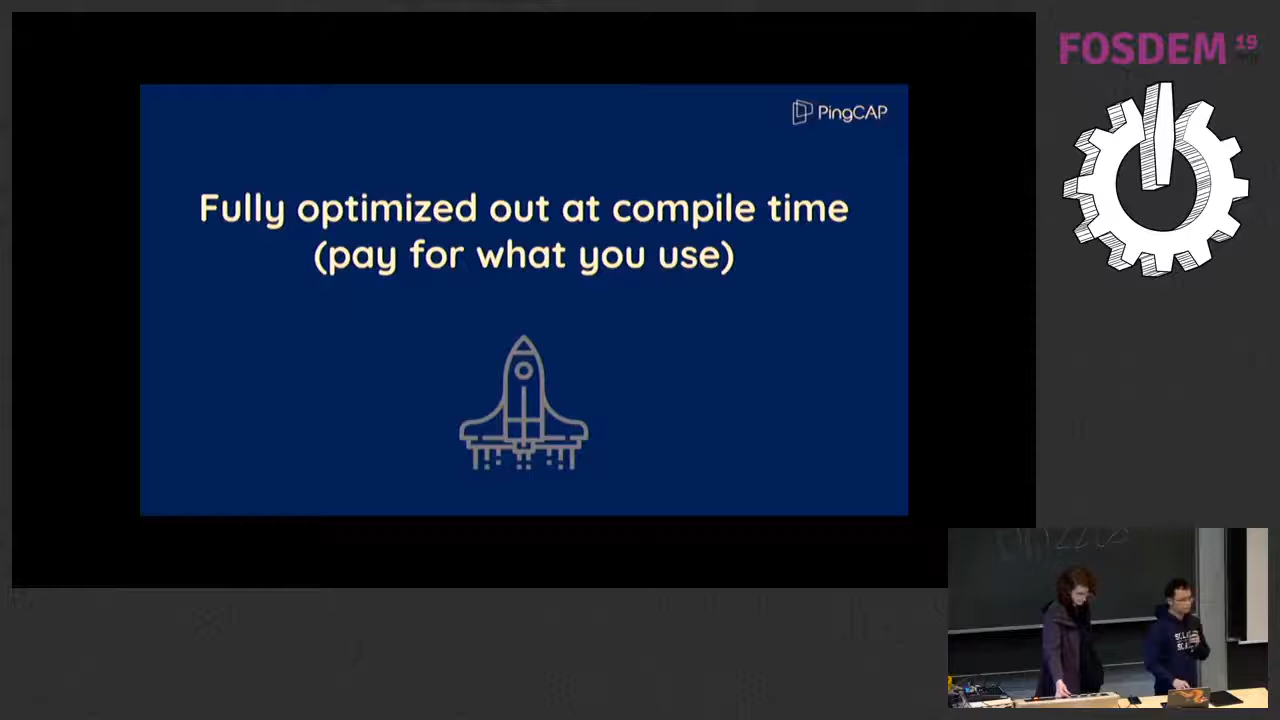 FOSDEM 19
PingCAP
Fully optimized out at compile time
(pay for what you use)